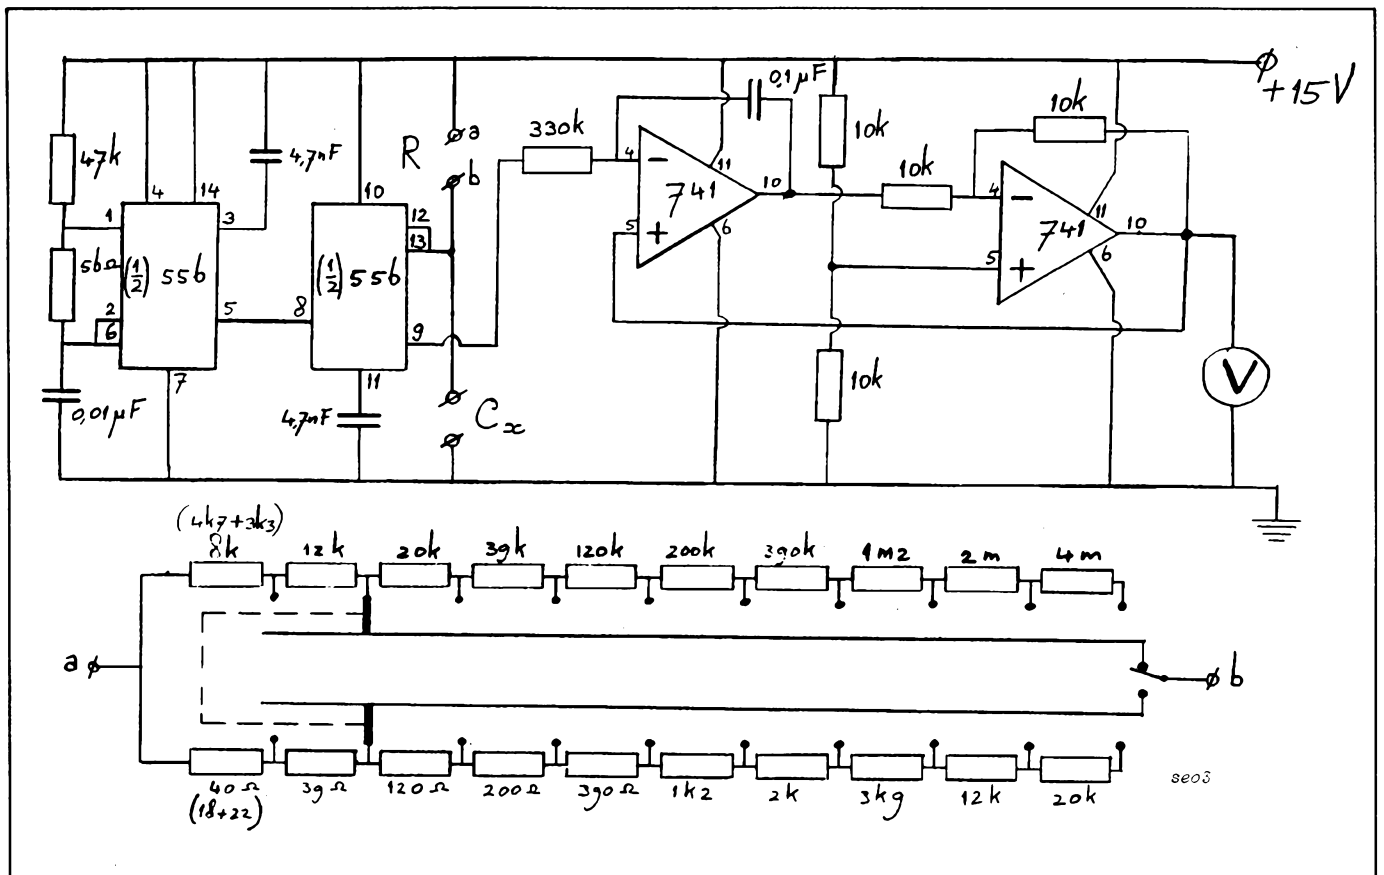 +15V
0,1 µF
10k
330k
10k
47k
4,7nF
R
a
b
4
11
10k
4
14
10
741
10
4
11
1
3
12
5
6
741
10
56Ω
(1/2) 556
13
(1/2) 556
5
6
2
5
8
9
6
10k
V
7
11
0,01µF
4,7nF
Cx
(4k7+3k3)
8k
12k
20k
39k
120k
200k
390k
1m2
2m
4m
a
b
40Ω
39Ω
120Ω
200Ω
390Ω
1k2
2k
3k9
12k
20k
(18+22)
se03